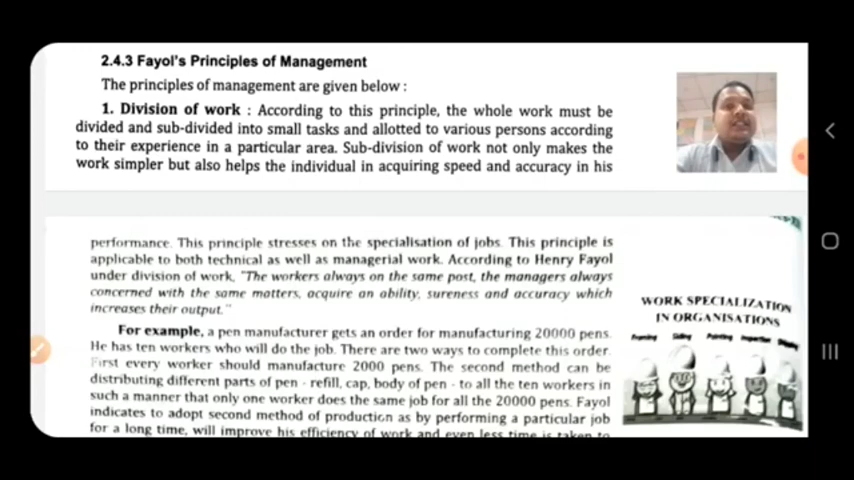 2.4.3 Fayol's Principles of Management
The principles of management are given below :
1. Division of work : According to this principle, the whole work must be
divided and sub-divided into small tasks and allotted to various persons according
to their experience in a particular area. Sub-division of work not only makes the
work simpler but also helps the individual in acquiring speed and accuracy in his
performance. This principle stresses on the specialisation of jobs. This principle is
applicable to both technical as well as managerial work. According to Henry Fayol
under division of work, "The workers always on the same post, the managers always
concerned with the same matters, acquire an ability, sureness and accuracy which
increases their output."
For example, a pen manufacturer gets an order for manufacturing 20000 pens.
He has ten workers who will do the job. There are two ways to complete this order.
First every worker should manufacture 2000 pens. The second method can be
distributing different parts of pen - refill, cap, body of pen - to all the ten workers in
such a manner that only one worker does the same job for all the 20000 pens. Fayol
indicates to adopt second method of production as by performing a particular job
for a long time, will improve his efficiency of work and even less time is taken to
WORK SPECIALIZATION
IN ORGANISATIONS
Framing Siding Painting Inspection